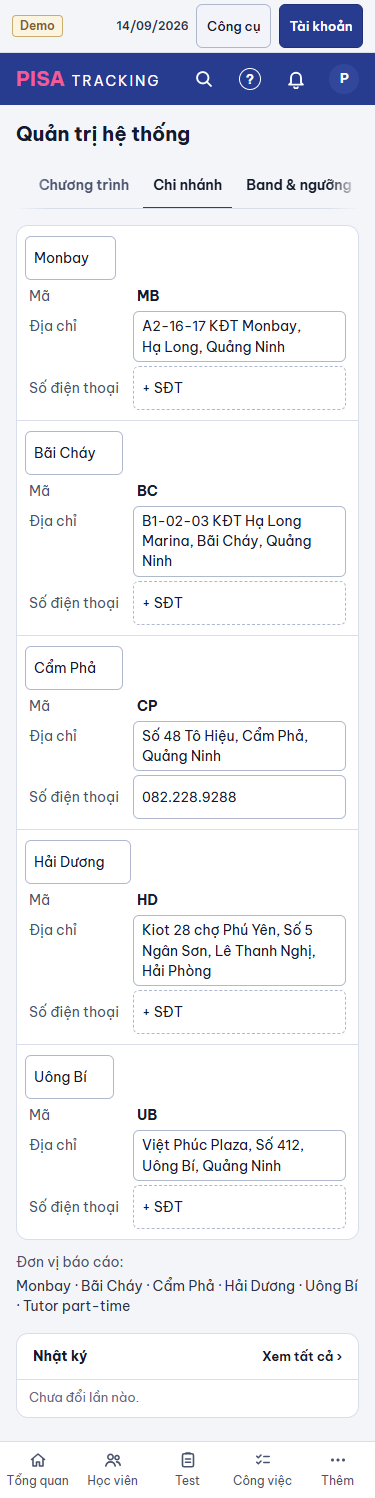 Demo 14/09/2026 Công cụ Tài khoản
PISA TRACKING ? P
Quản trị hệ thống
Chương trình Chi nhánh Band & ngưỡng
Monbay
Mã MB
Địa chỉ A2-16-17 KĐT Monbay,
Hạ Long, Quảng Ninh
Số điện thoại + SĐT
Bãi Cháy
Mã BC
Địa chỉ B1-02-03 KĐT Hạ Long
Marina, Bãi Cháy, Quảng
Ninh
Số điện thoại + SĐT
Cẩm Phả
Mã CP
Địa chỉ Số 48 Tô Hiệu, Cẩm Phả,
Quảng Ninh
Số điện thoại 082.228.9288
Hải Dương
Mã HD
Địa chỉ Kiot 28 chợ Phú Yên, Số 5
Ngân Sơn, Lê Thanh Nghị,
Hải Phòng
Số điện thoại + SĐT
Uông Bí
Mã UB
Địa chỉ Việt Phúc Plaza, Số 412,
Uông Bí, Quảng Ninh
Số điện thoại + SĐT
Đơn vị báo cáo:
Monbay · Bãi Cháy · Cẩm Phả · Hải Dương · Uông Bí
· Tutor part-time
Nhật ký Xem tất cả ›
Chưa đổi lần nào.
Tổng quan Học viên Test Công việc Thêm